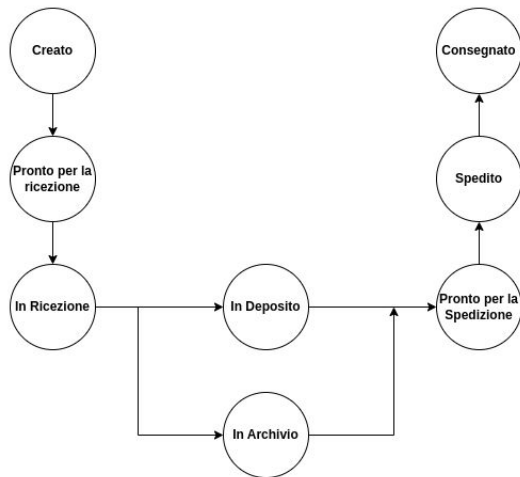 Creato
Consegnato
Pronto per la
ricezione
Spedito
In Ricezione
In Deposito
Pronto per la
Spedizione
In Archivio